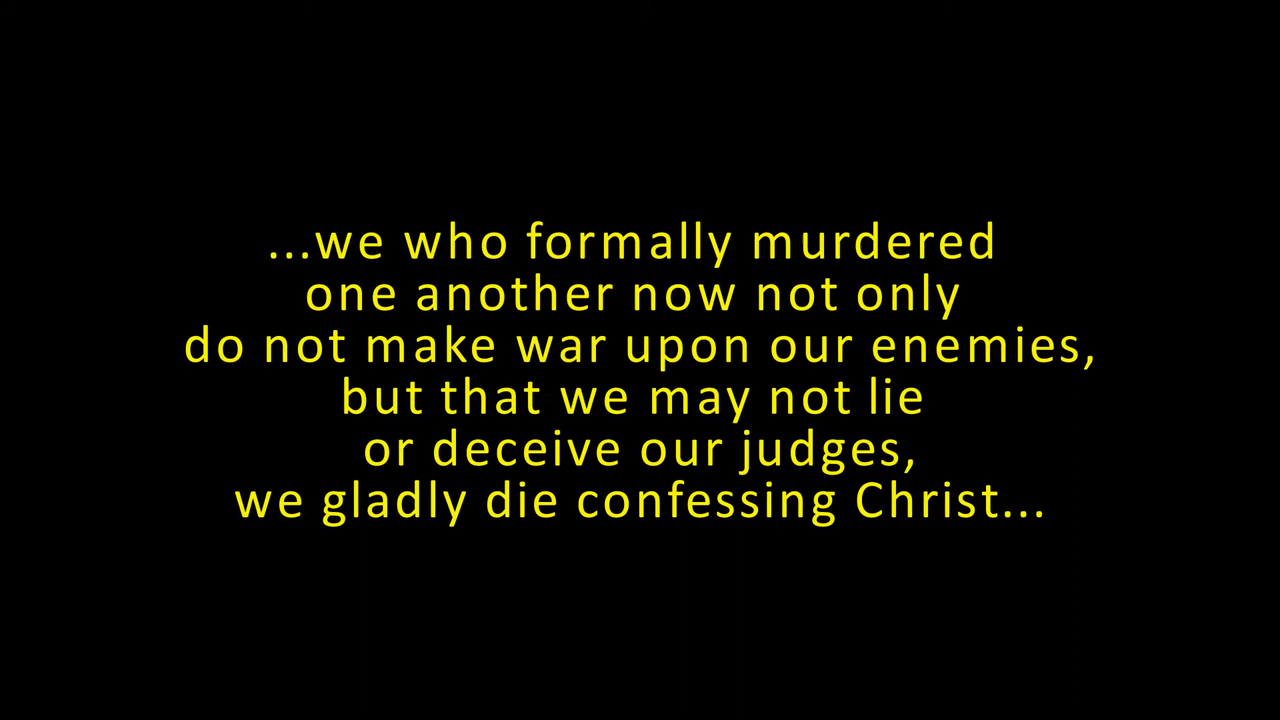 ...we who formally murdered
one another now not only
do not make war upon our enemies,
but that we may not lie
or deceive our judges,
we gladly die confessing Christ...